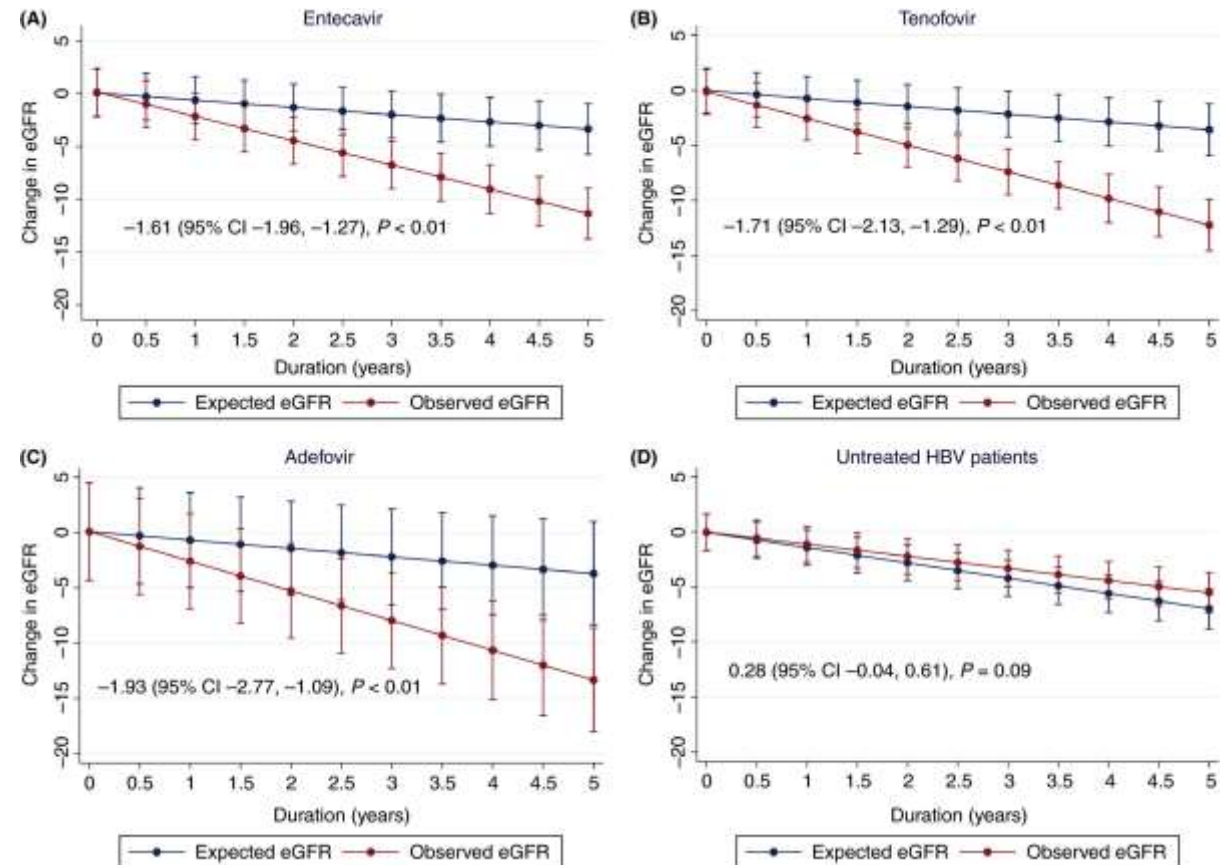 (A) Entecavir
Change in eGFR
5
0
−5
−10
−15
−20
−1.61 (95% CI −1.96, −1.27), P < 0.01
0 0.5 1 1.5 2 2.5 3 3.5 4 4.5 5
Duration (years)
Expected eGFR Observed eGFR
(B) Tenofovir
Change in eGFR
5
0
−5
−10
−15
−20
−1.71 (95% CI −2.13, −1.29), P < 0.01
0 0.5 1 1.5 2 2.5 3 3.5 4 4.5 5
Duration (years)
Expected eGFR Observed eGFR
(C) Adefovir
Change in eGFR
5
0
−5
−10
−15
−20
−1.93 (95% CI −2.77, −1.09), P < 0.01
0 0.5 1 1.5 2 2.5 3 3.5 4 4.5 5
Duration (years)
Expected eGFR Observed eGFR
(D) Untreated HBV patients
Change in eGFR
5
0
−5
−10
−15
−20
0.28 (95% CI −0.04, 0.61), P = 0.09
0 0.5 1 1.5 2 2.5 3 3.5 4 4.5 5
Duration (years)
Expected eGFR Observed eGFR